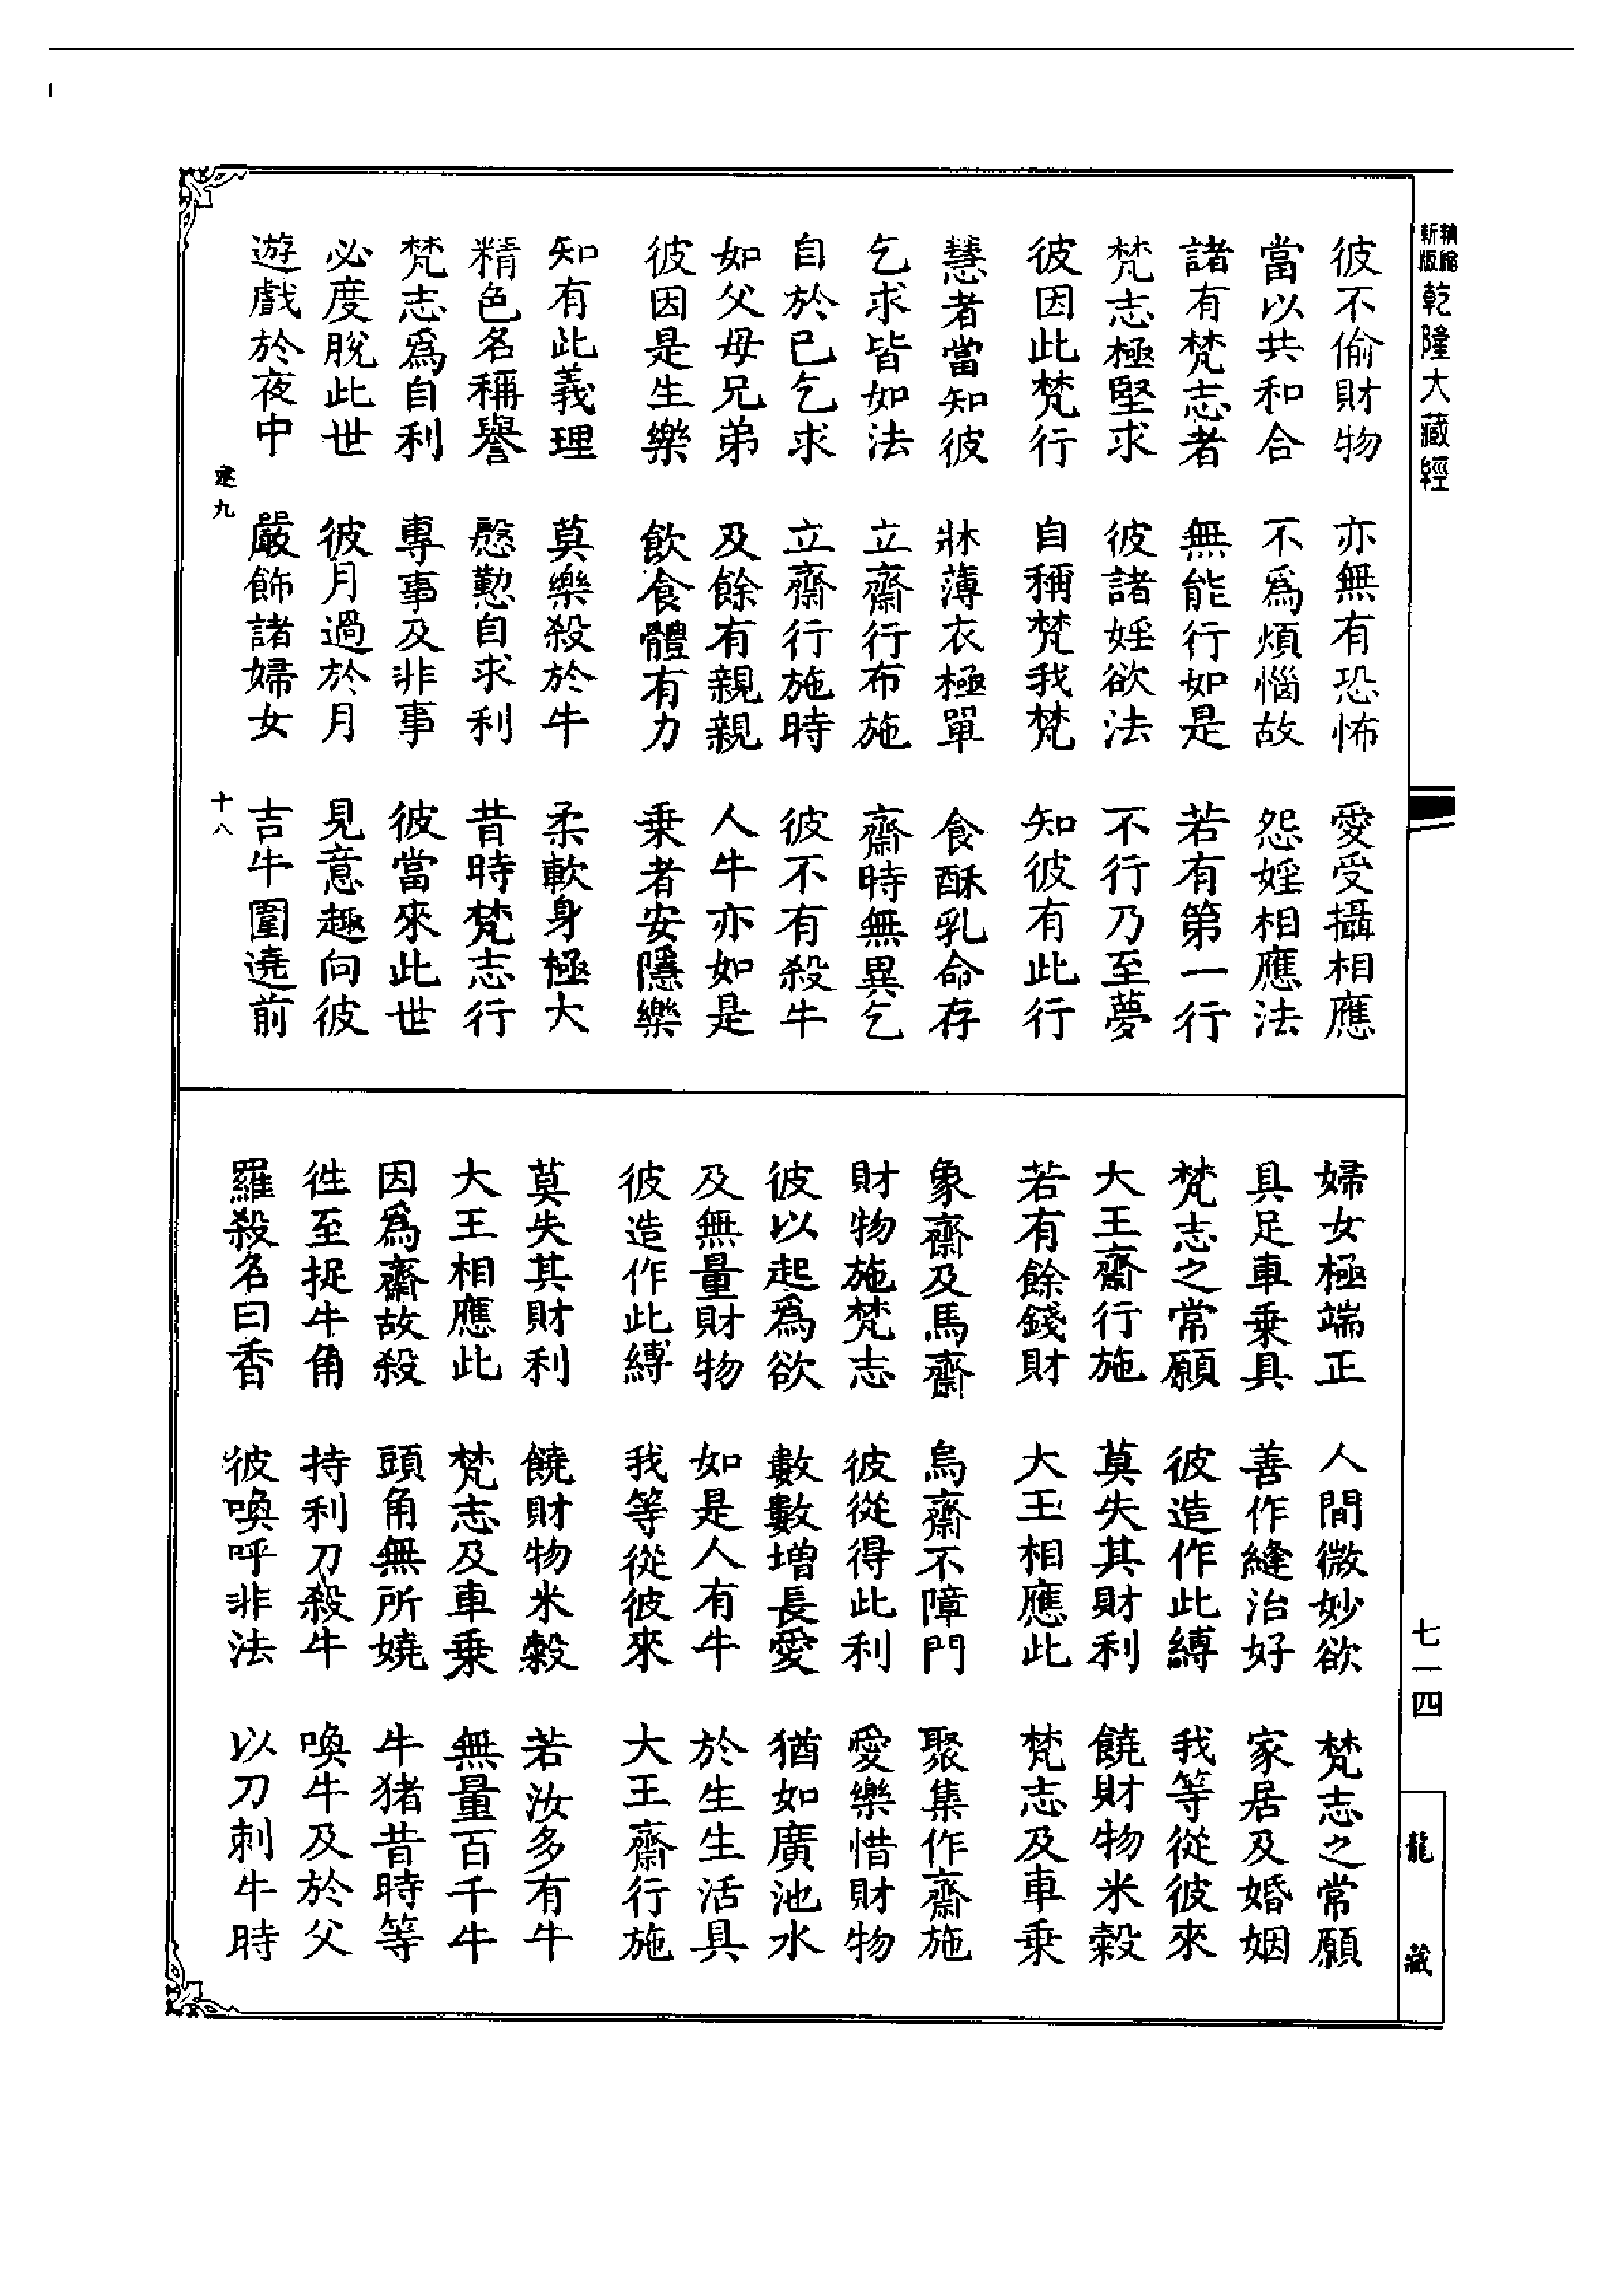 新版
乾隆大藏經
彼不偷財物　亦無有恐怖　愛受攝相應
當以共和合　不爲煩惱故　怨婬相應法
諸有梵志者　無能行如是　若有第一行
梵志極堅求　彼諸婬欲法　不行乃至夢
彼因此梵行　自稱梵我梵　知彼有此行
慧者當知彼　牀薄衣極單　食酥乳命存
乞求皆如法　立齋行布施　齋時無異乞
自於已乞求　立齋行施時　彼不有殺牛
如父母兄弟　及餘有親親　人牛亦如是
彼因是生樂　飲食體有力　乗者安隱樂
知有此義理　莫樂殺於牛　柔軟身極大
精色名稱譽　慇懃自求利　昔時梵志行
梵志爲自利　專事及非事　彼當來此世
必度脫此世　彼月過於月　見意趣向彼
遊戲於夜中　嚴飾諸婦女　吉牛圍遶前
九　十八
婦女極端正　人間微妙欲　梵志之常願
具足車乗具　善作縫治好　家居及婚姻
梵志之常願　彼造作此縛　我等從彼來
大王齋行施　莫失其財利　饒財物米穀
若有餘錢財　大王相應此　梵志及車乗
象齋及馬齋　烏齋不障門　聚集作齋施
財物施梵志　彼從得此利　愛樂惜財物
彼以起爲欲　數數增長愛　猶如廣池水
及無量財物　如是人有牛　於生生活具
彼造作此縛　我等從彼來　大王齋行施
莫失其財利　饒財物米穀　若汝多有牛
大王相應此　梵志及車乗　無量百千牛
因爲齋故殺　頭角無所嬈　牛猪昔時等
徃至捉牛角　持利刀殺牛　喚牛及於父
羅殺名曰香　彼喚呼非法　以刀刺牛時
七一四
龍藏